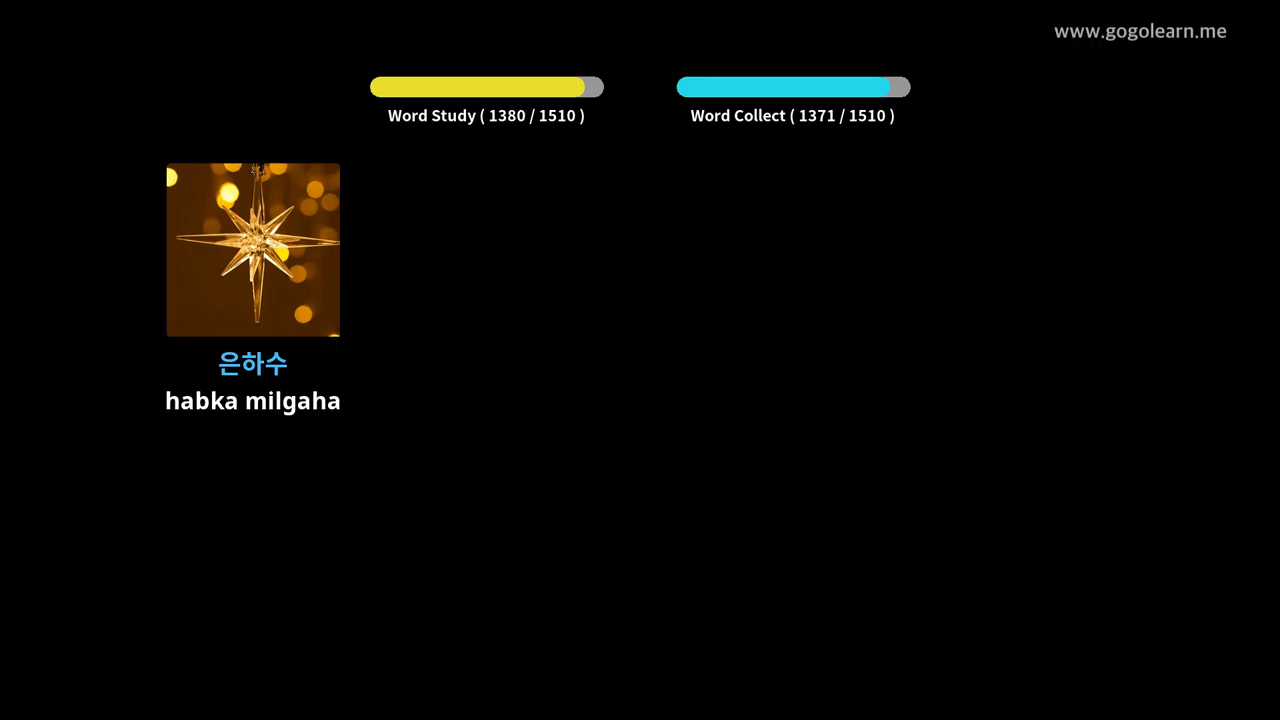 www.gogolearn.me
Word Study ( 1380 / 1510 )
Word Collect ( 1371 / 1510 )
은하수
habka milgaha